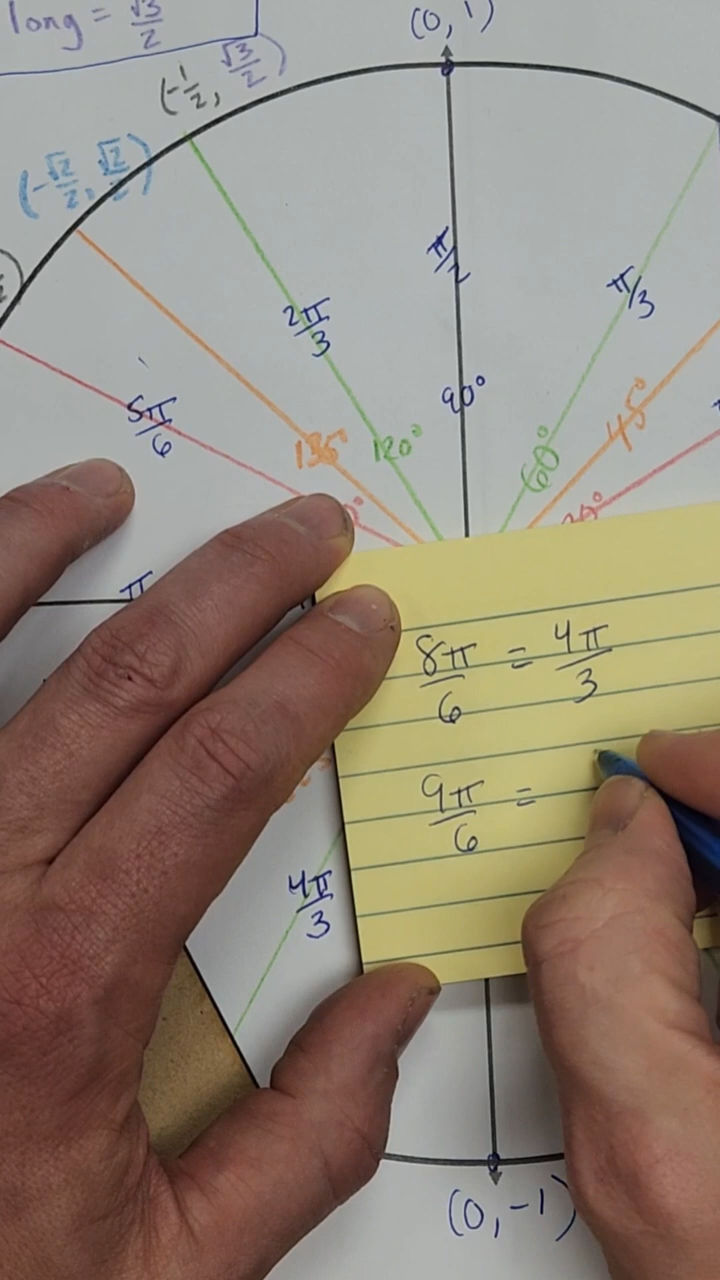 long = √3/2
(0, 1)
(-1/2, √3/2)
(-√2/2, √2/2)
π/2
π/3
2π/3
90°
5π/6
135°
120°
60°
45°
30°
π
8π/6 = 4π/3
9π/6 =
4π/3
(0, -1)